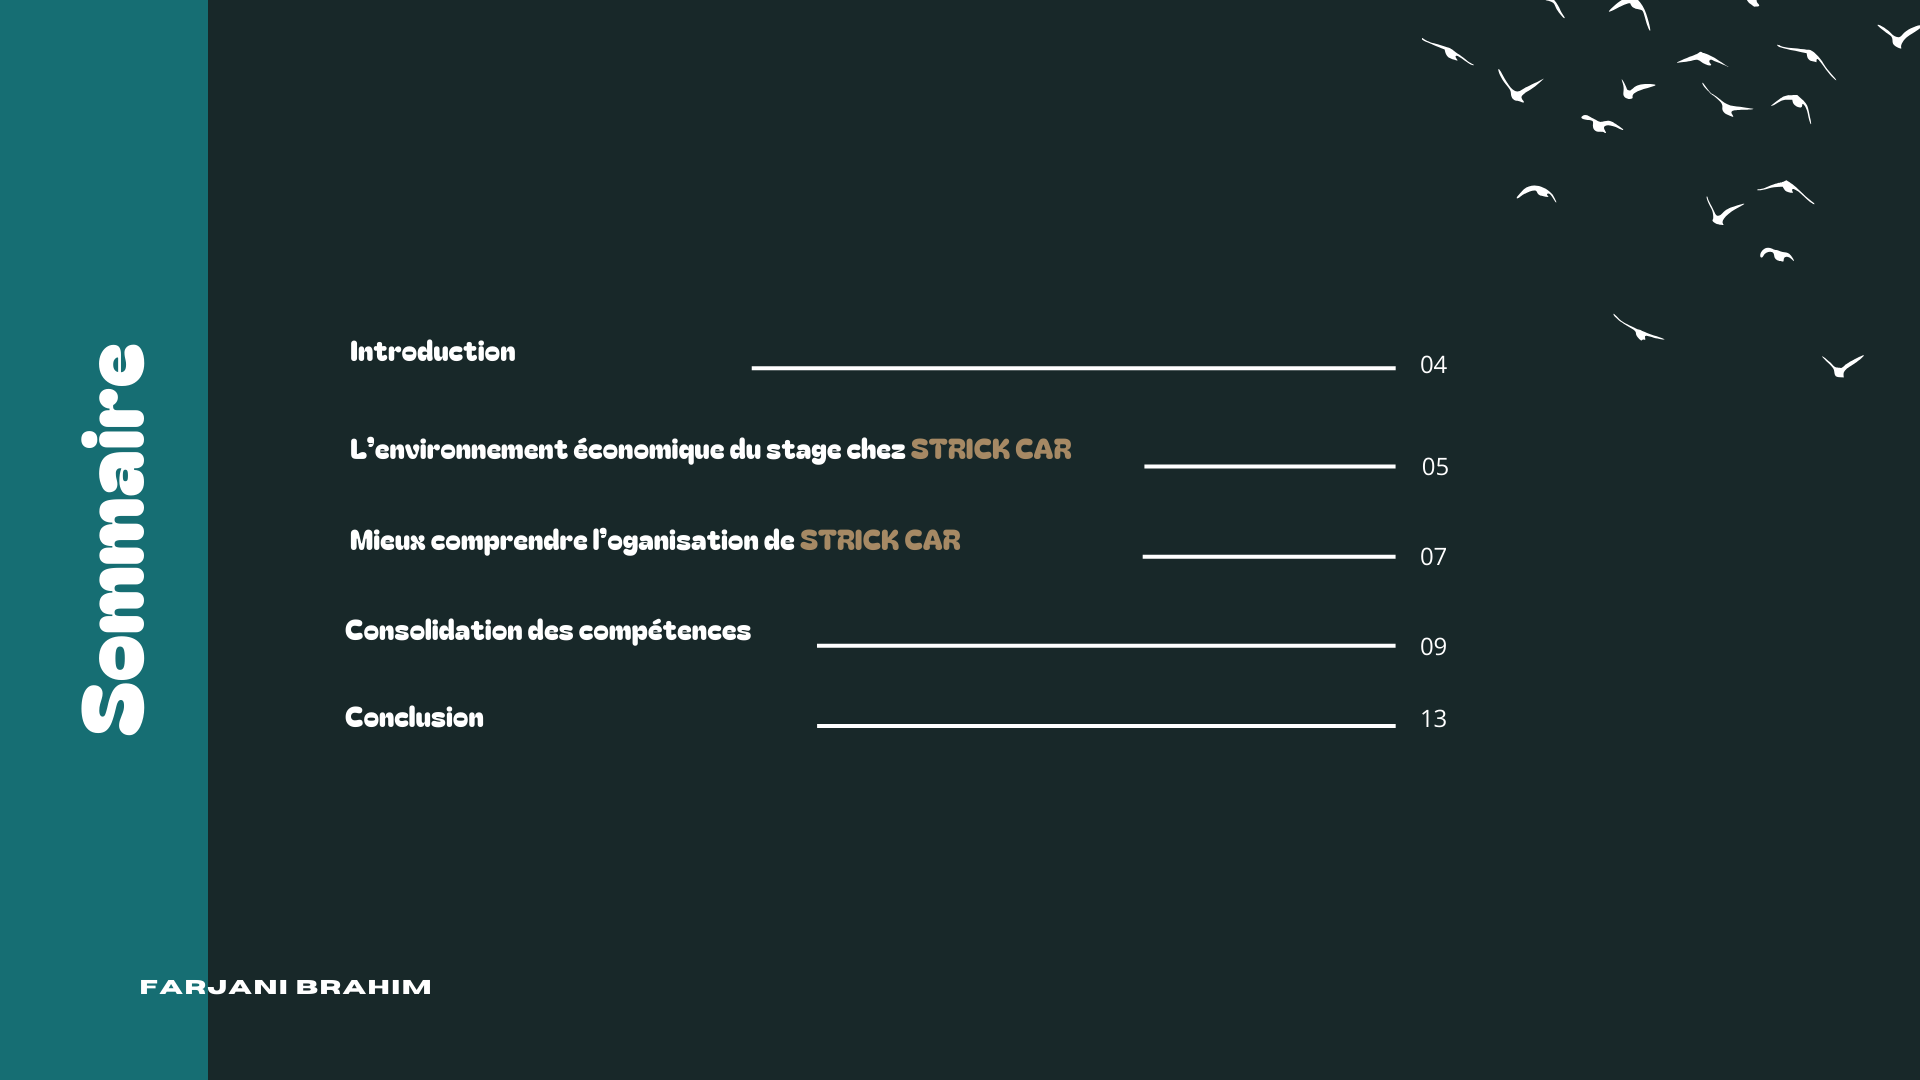 Sommaire
Introduction 04
L'environnement économique du stage chez STRICK CAR 05
Mieux comprendre l'oganisation de STRICK CAR 07
Consolidation des compétences 09
Conclusion 13
FARJANI BRAHIM